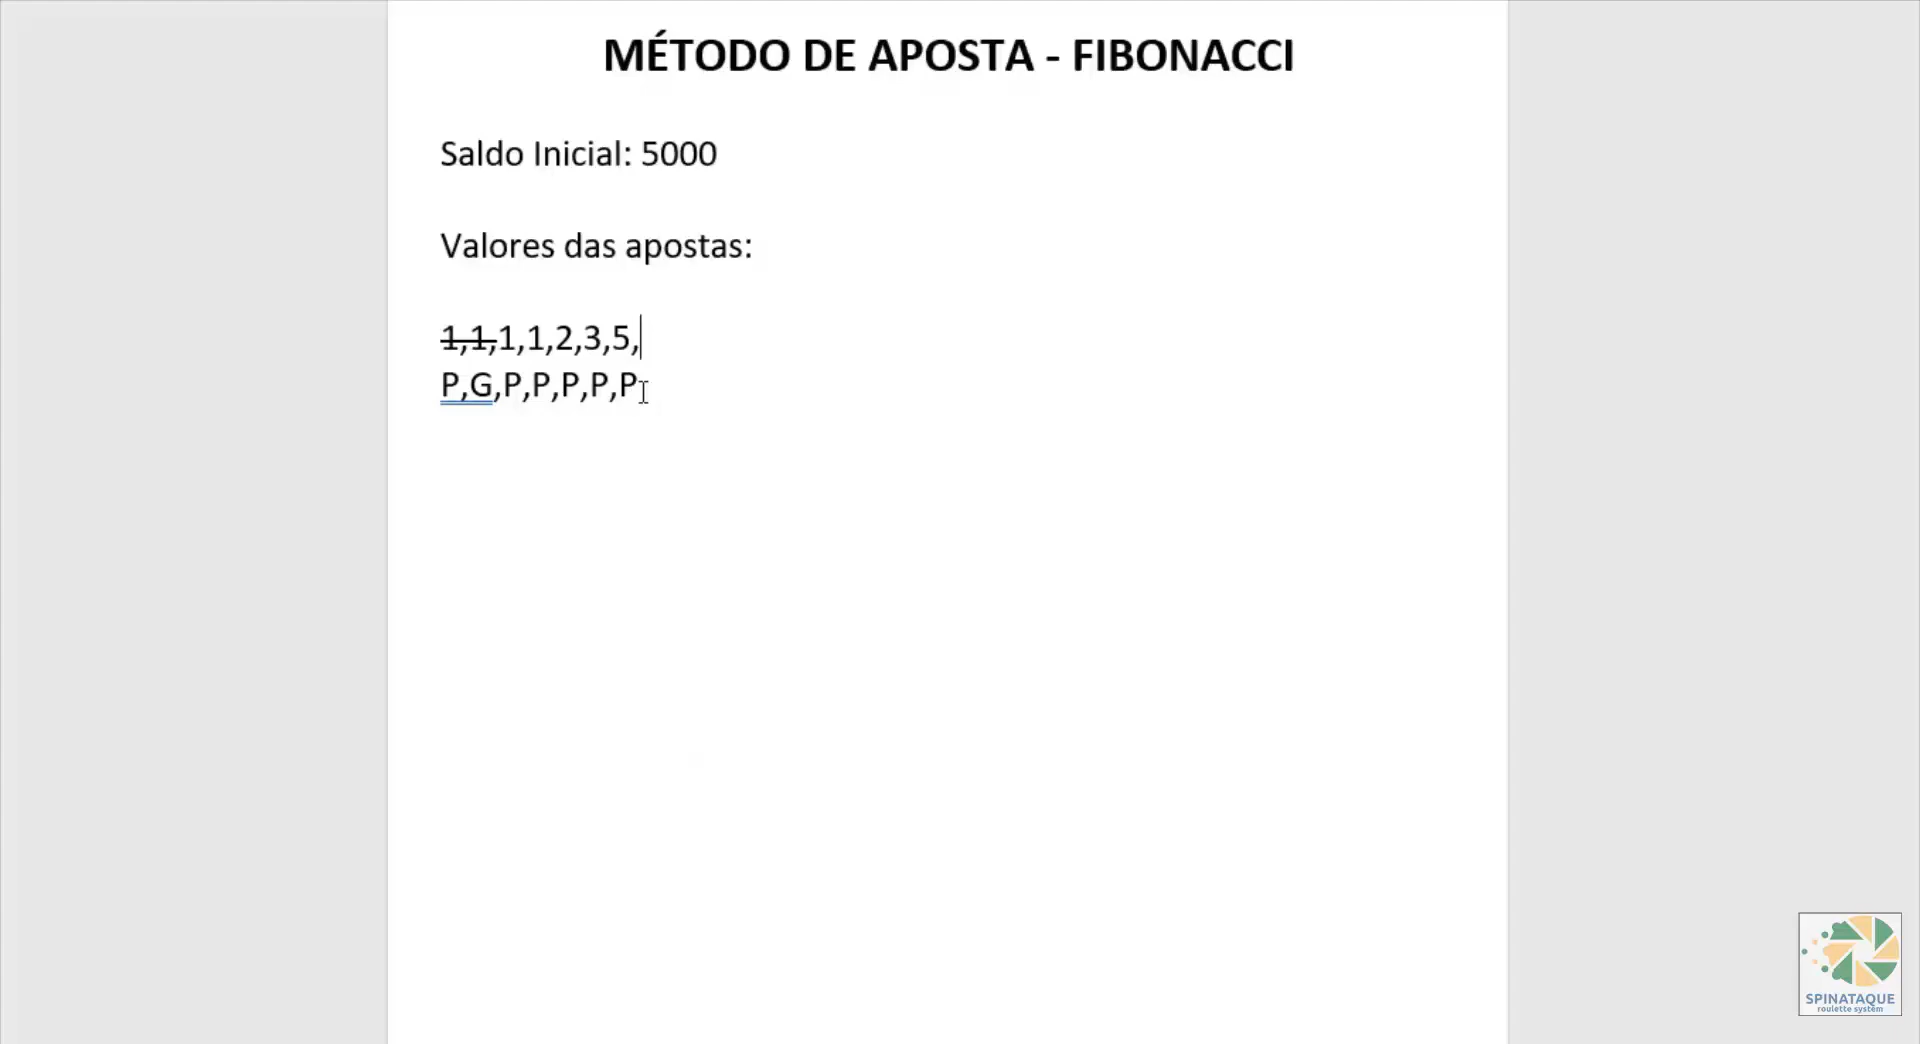 MÉTODO DE APOSTA - FIBONACCI
Saldo Inicial: 5000
Valores das apostas:
1,1,1,1,2,3,5,
P,G,P,P,P,P,P
SPINATAQUE
roulette system